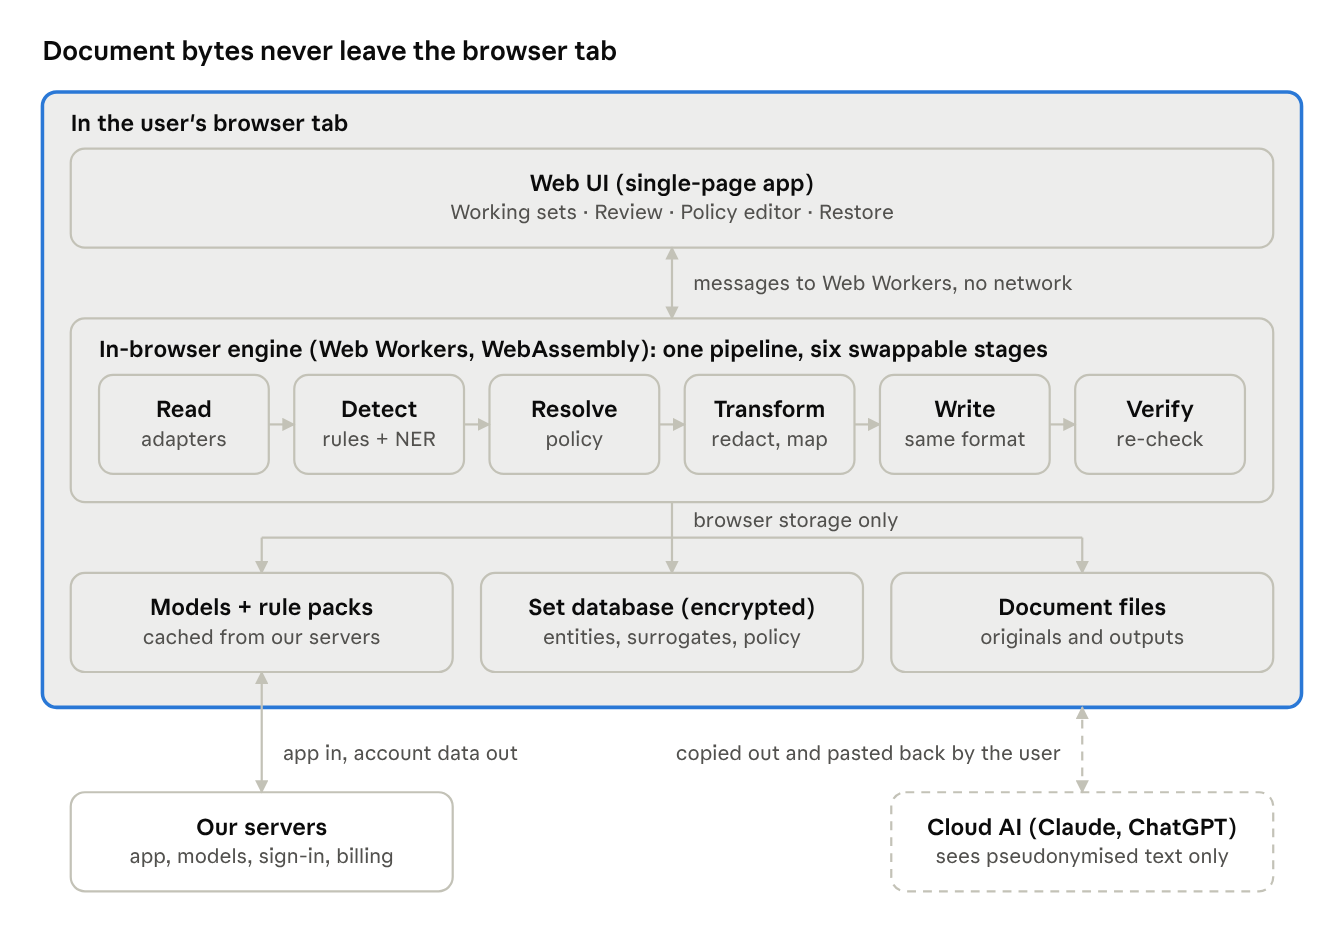 Document bytes never leave the browser tab
In the user's browser tab
Web UI (single-page app)
Working sets · Review · Policy editor · Restore
messages to Web Workers, no network
In-browser engine (Web Workers, WebAssembly): one pipeline, six swappable stages
Read
adapters
Detect
rules + NER
Resolve
policy
Transform
redact, map
Write
same format
Verify
re-check
browser storage only
Models + rule packs
cached from our servers
Set database (encrypted)
entities, surrogates, policy
Document files
originals and outputs
app in, account data out
copied out and pasted back by the user
Our servers
app, models, sign-in, billing
Cloud AI (Claude, ChatGPT)
sees pseudonymised text only